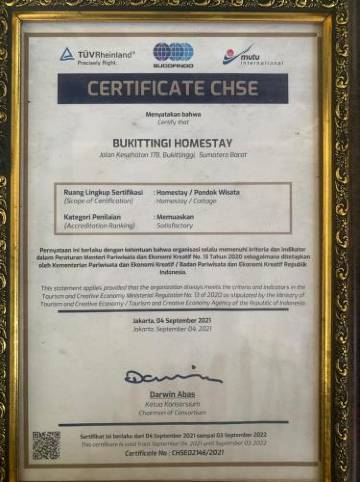 TÜVRheinland
Precisely Right.
SUCOFINDO
mutu
international
CERTIFICATE CHSE
Menyatakan bahwa
Certify that
BUKITTINGI HOMESTAY
Jalan Kesehatan 17B, Bukittinggi, Sumatera Barat
Ruang Lingkup Sertifikasi : Homestay / Pondok Wisata
(Scope of Certification) Homestay / Cottage
Kategori Penilaian : Memuaskan
(Accreditation Ranking) Satisfactory
Pernyataan ini berlaku dengan ketentuan bahwa organisasi selalu memenuhi kriteria dan indikator
dalam Peraturan Menteri Pariwisata dan Ekonomi Kreatif No. 13 Tahun 2020 sebagaimana ditetapkan
oleh Kementerian Pariwisata dan Ekonomi Kreatif / Badan Pariwisata dan Ekonomi Kreatif Republik
Indonesia.
This statement applies provided that the organization always meets the criteria and indicators in the
Tourism and Creative Economy Ministerial Regulation No. 13 of 2020 as stipulated by the Ministry of
Tourism and Creative Economy / Tourism and Creative Economy Agency of the Republic of Indonesia.
Jakarta, 04 September 2021
Jakarta, September 04, 2021
Darwin Abas
Ketua Konsorsium
Chairman of Consortium
Sertifikat ini berlaku dari 04 September 2021 sampai 03 September 2022
This certificate is valid from 04 September 2021 until September 03 2022
Certificate No : CHSE02146/2021